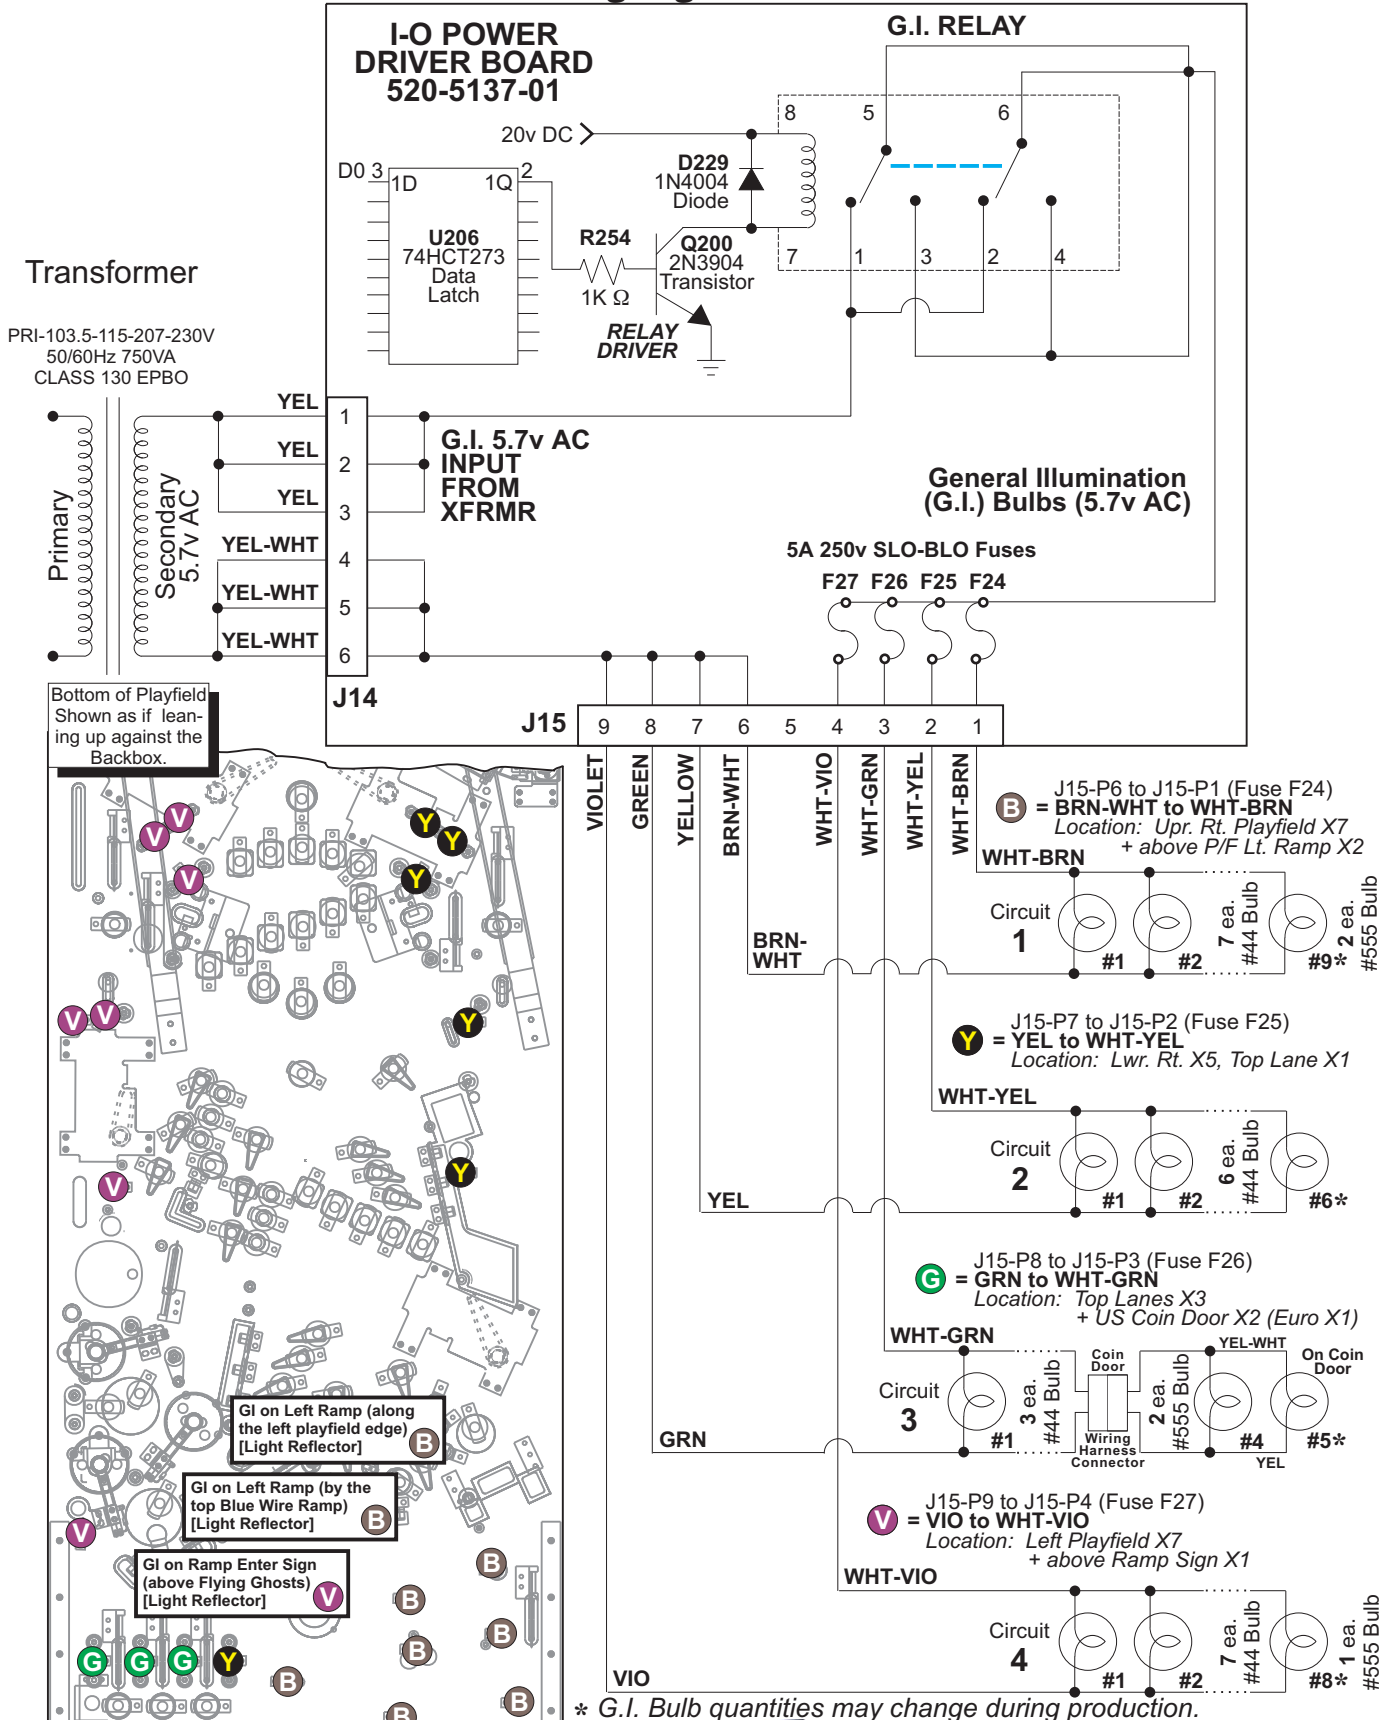 I-O POWER
DRIVER BOARD
520-5137-01
G.I. RELAY
20v DC
8
5
6
D0 3
1D
1Q
2
U206
74HCT273
Data
Latch
D229
1N4004
Diode
R254
1K Ω
Q200
2N3904
Transistor
RELAY
DRIVER
7
1
3
2
4
Transformer
PRI-103.5-115-207-230V
50/60Hz 750VA
CLASS 130 EPBO
Primary
Secondary
5.7v AC
YEL
1
YEL
2
YEL
3
YEL-WHT
4
YEL-WHT
5
YEL-WHT
6
J14
G.I. 5.7v AC
INPUT
FROM
XFRMR
General Illumination
(G.I.) Bulbs (5.7v AC)
5A 250v SLO-BLO Fuses
F27 F26 F25 F24
J15
9 8 7 6 5 4 3 2 1
VIOLET
GREEN
YELLOW
BRN-WHT
WHT-VIO
WHT-GRN
WHT-YEL
WHT-BRN
Bottom of Playfield
Shown as if lean-
ing up against the
Backbox.
J15-P6 to J15-P1 (Fuse F24)
B = BRN-WHT to WHT-BRN
Location: Upr. Rt. Playfield X7
+ above P/F Lt. Ramp X2
WHT-BRN
Circuit
1
BRN-
WHT
#1
#2
7 ea.
#44 Bulb
#9*
2 ea.
#555 Bulb
J15-P7 to J15-P2 (Fuse F25)
Y = YEL to WHT-YEL
Location: Lwr. Rt. X5, Top Lane X1
WHT-YEL
Circuit
2
YEL
#1
#2
6 ea.
#44 Bulb
#6*
J15-P8 to J15-P3 (Fuse F26)
G = GRN to WHT-GRN
Location: Top Lanes X3
+ US Coin Door X2 (Euro X1)
WHT-GRN
Circuit
3
GRN
#1
3 ea.
#44 Bulb
Coin
Door
Wiring
Harness
Connector
2 ea.
#555 Bulb
YEL-WHT
On Coin
Door
#4
#5*
YEL
J15-P9 to J15-P4 (Fuse F27)
V = VIO to WHT-VIO
Location: Left Playfield X7
+ above Ramp Sign X1
WHT-VIO
Circuit
4
VIO
#1
#2
7 ea.
#44 Bulb
#8*
1 ea.
#555 Bulb
V
V
V
V
V
V
Y
Y
Y
Y
Y
GI on Left Ramp (along
the left playfield edge)
[Light Reflector]
B
GI on Left Ramp (by the
top Blue Wire Ramp)
[Light Reflector]
B
V
GI on Ramp Enter Sign
(above Flying Ghosts)
[Light Reflector]
V
B
B
B
B
G G G Y
B
B
B
* G.I. Bulb quantities may change during production.